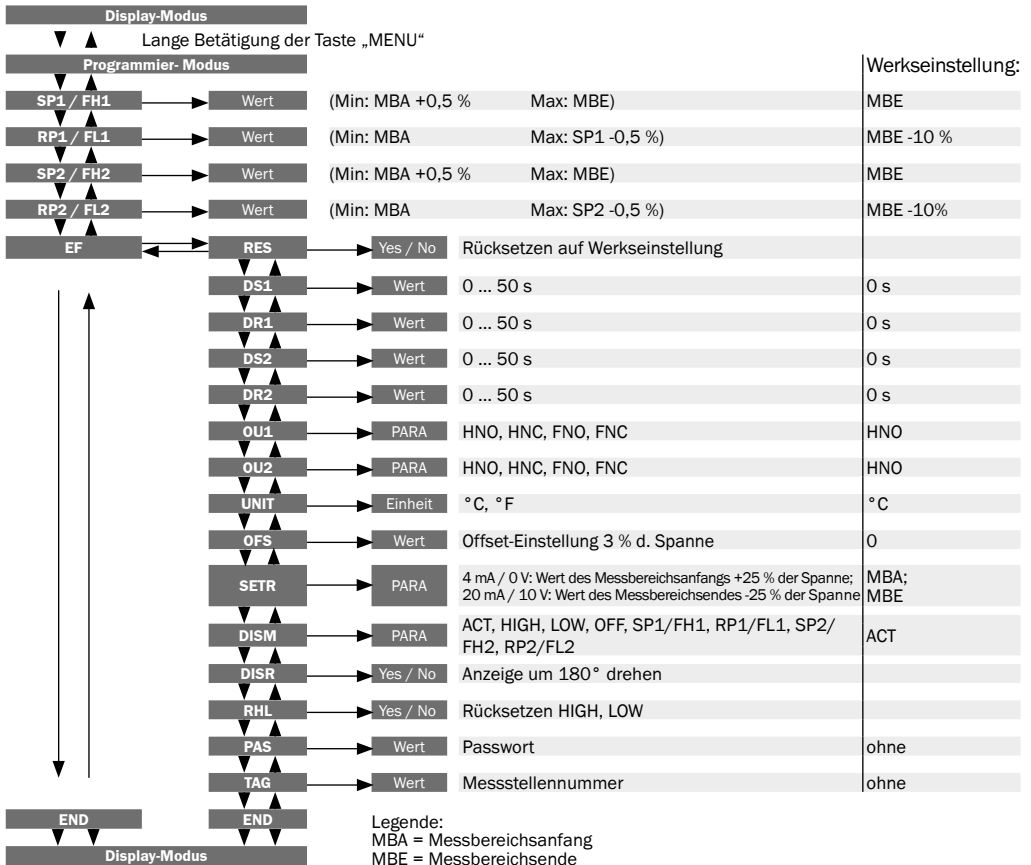 Display-Modus
Lange Betätigung der Taste „MENU“
Programmier- Modus Werkseinstellung:
SP1 / FH1 Wert (Min: MBA +0,5 % Max: MBE) MBE
RP1 / FL1 Wert (Min: MBA Max: SP1 -0,5 %) MBE -10 %
SP2 / FH2 Wert (Min: MBA +0,5 % Max: MBE) MBE
RP2 / FL2 Wert (Min: MBA Max: SP2 -0,5 %) MBE -10%
EF RES Yes / No Rücksetzen auf Werkseinstellung
DS1 Wert 0 ... 50 s 0 s
DR1 Wert 0 ... 50 s 0 s
DS2 Wert 0 ... 50 s 0 s
DR2 Wert 0 ... 50 s 0 s
OU1 PARA HNO, HNC, FNO, FNC HNO
OU2 PARA HNO, HNC, FNO, FNC HNO
UNIT Einheit °C, °F °C
OFS Wert Offset-Einstellung 3 % d. Spanne 0
SETR PARA 4 mA / 0 V: Wert des Messbereichsanfangs +25 % der Spanne; MBA;
20 mA / 10 V: Wert des Messbereichsendes -25 % der Spanne MBE
DISM PARA ACT, HIGH, LOW, OFF, SP1/FH1, RP1/FL1, SP2/ ACT
FH2, RP2/FL2
DISR Yes / No Anzeige um 180° drehen
RHL Yes / No Rücksetzen HIGH, LOW
PAS Wert Passwort ohne
TAG Wert Messstellennummer ohne
END END Legende:
MBA = Messbereichsanfang
Display-Modus MBE = Messbereichsende